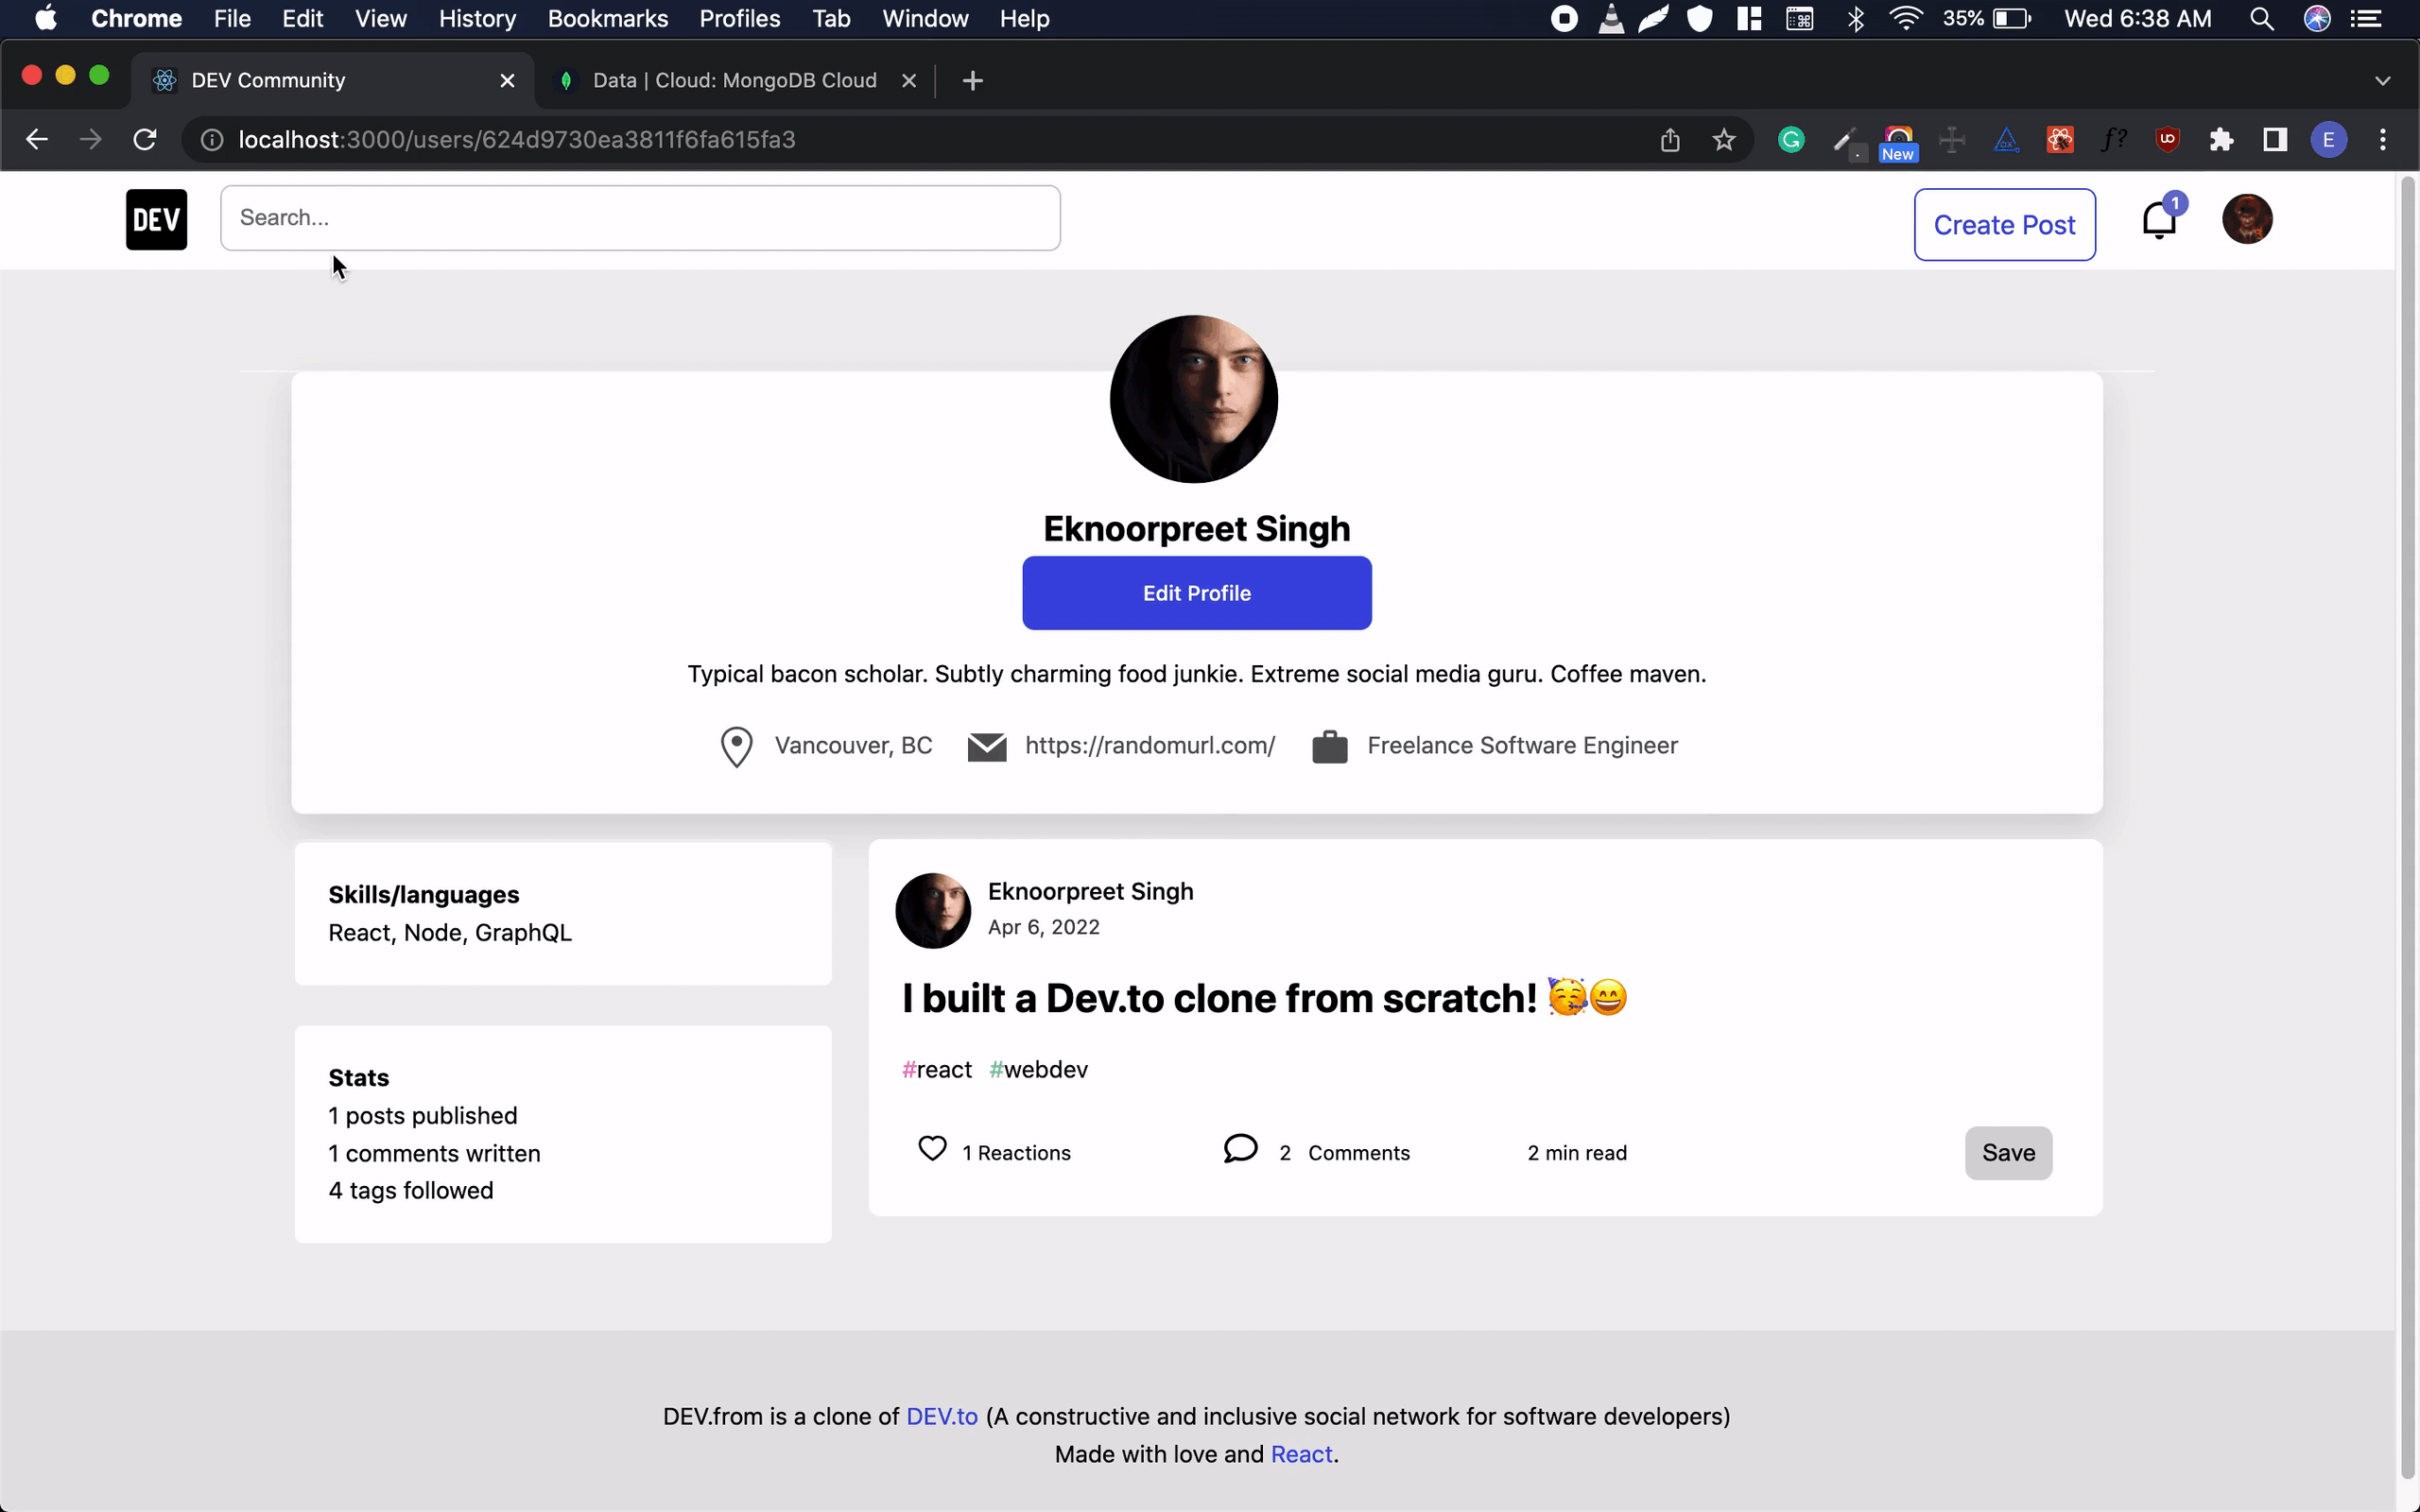 Chrome File Edit View History Bookmarks Profiles Tab Window Help 35% Wed 6:38 AM
DEV Community Data | Cloud: MongoDB Cloud
localhost:3000/users/624d9730ea3811f6fa615fa3 New E
DEV Search... Create Post 1
Eknoorpreet Singh
Edit Profile
Typical bacon scholar. Subtly charming food junkie. Extreme social media guru. Coffee maven.
Vancouver, BC https://randomurl.com/ Freelance Software Engineer
Skills/languages
React, Node, GraphQL
Stats
1 posts published
1 comments written
4 tags followed
Eknoorpreet Singh
Apr 6, 2022
I built a Dev.to clone from scratch! 🥳😄
#react #webdev
1 Reactions 2 Comments 2 min read Save
DEV.from is a clone of DEV.to (A constructive and inclusive social network for software developers)
Made with love and React.